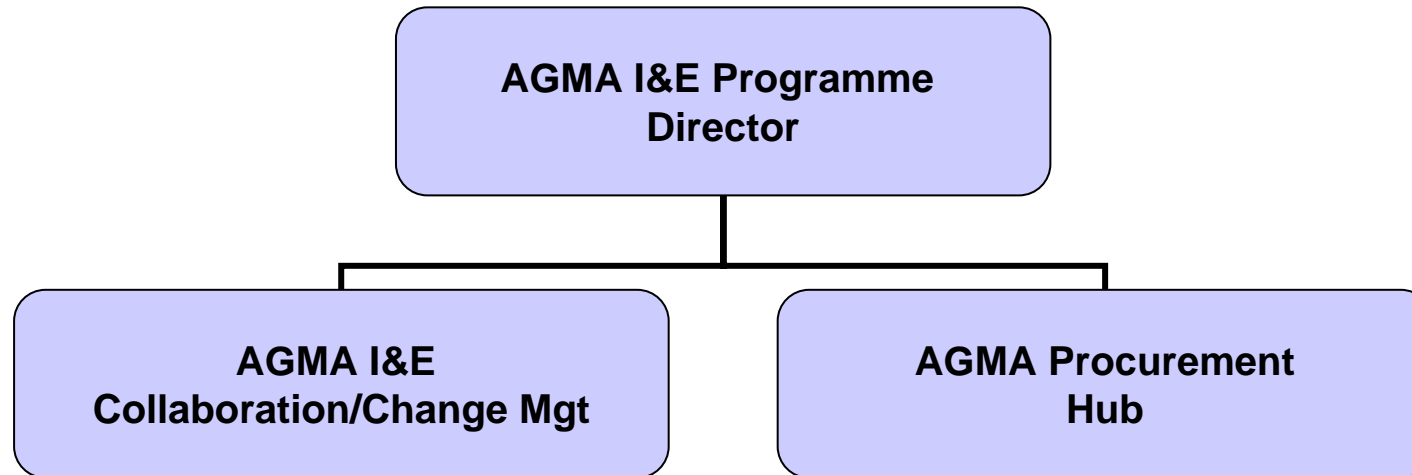 AGMA I&E Programme
Director
AGMA I&E
Collaboration/Change Mgt
AGMA Procurement
Hub